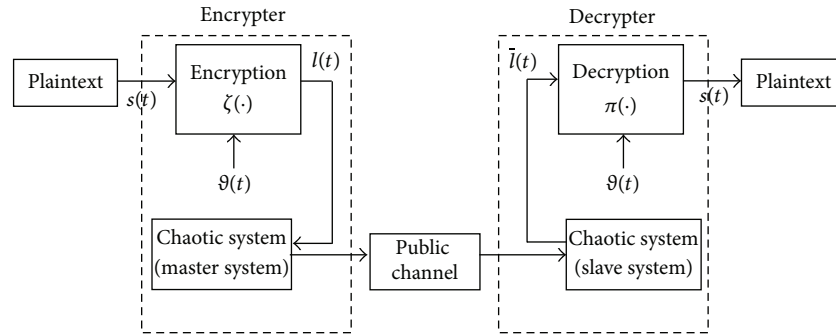 Encrypter
Decrypter
Plaintext
s(t)
Encryption
ζ(·)
l(t)
ϑ(t)
Chaotic system
(master system)
Public
channel
l̄(t)
Decryption
π(·)
s(t)
Plaintext
ϑ(t)
Chaotic system
(slave system)